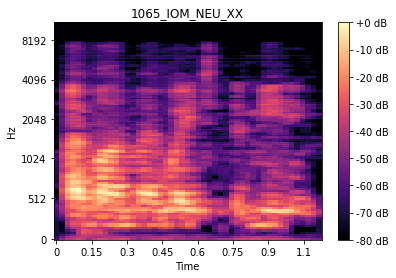 1065_IOM_NEU_XX
8192
4096
2048
1024
512
0
Hz
0 0.15 0.3 0.45 0.6 0.75 0.9 1.1
Time
+0 dB
-10 dB
-20 dB
-30 dB
-40 dB
-50 dB
-60 dB
-70 dB
-80 dB